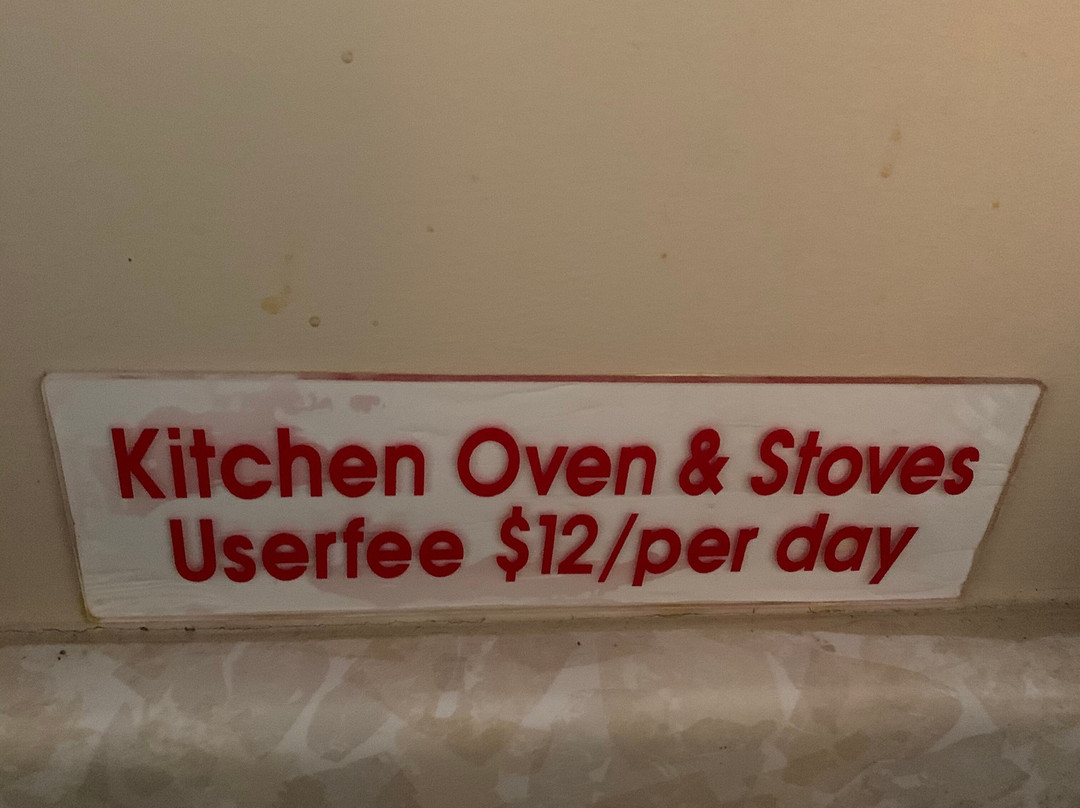 Kitchen Oven & Stoves
Userfee $12/per day